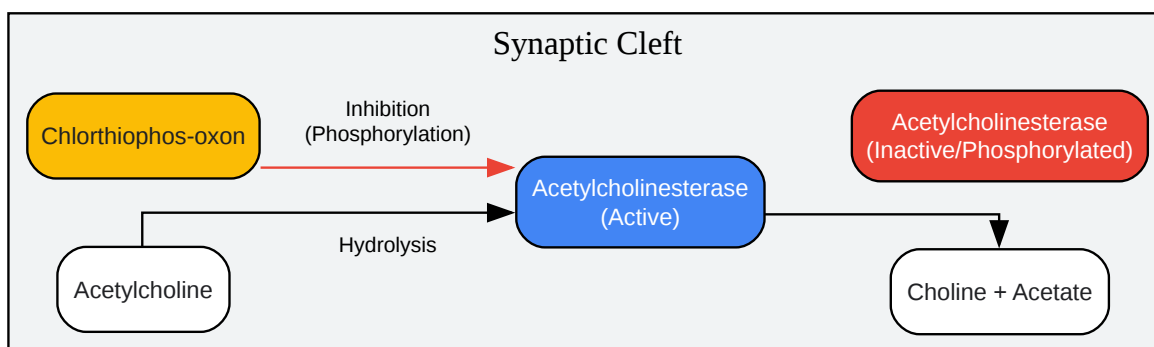 Synaptic Cleft
Chlorthiophos-oxon
Inhibition
(Phosphorylation)
Acetylcholinesterase
(Inactive/Phosphorylated)
Acetylcholinesterase
(Active)
Hydrolysis
Acetylcholine
Choline + Acetate